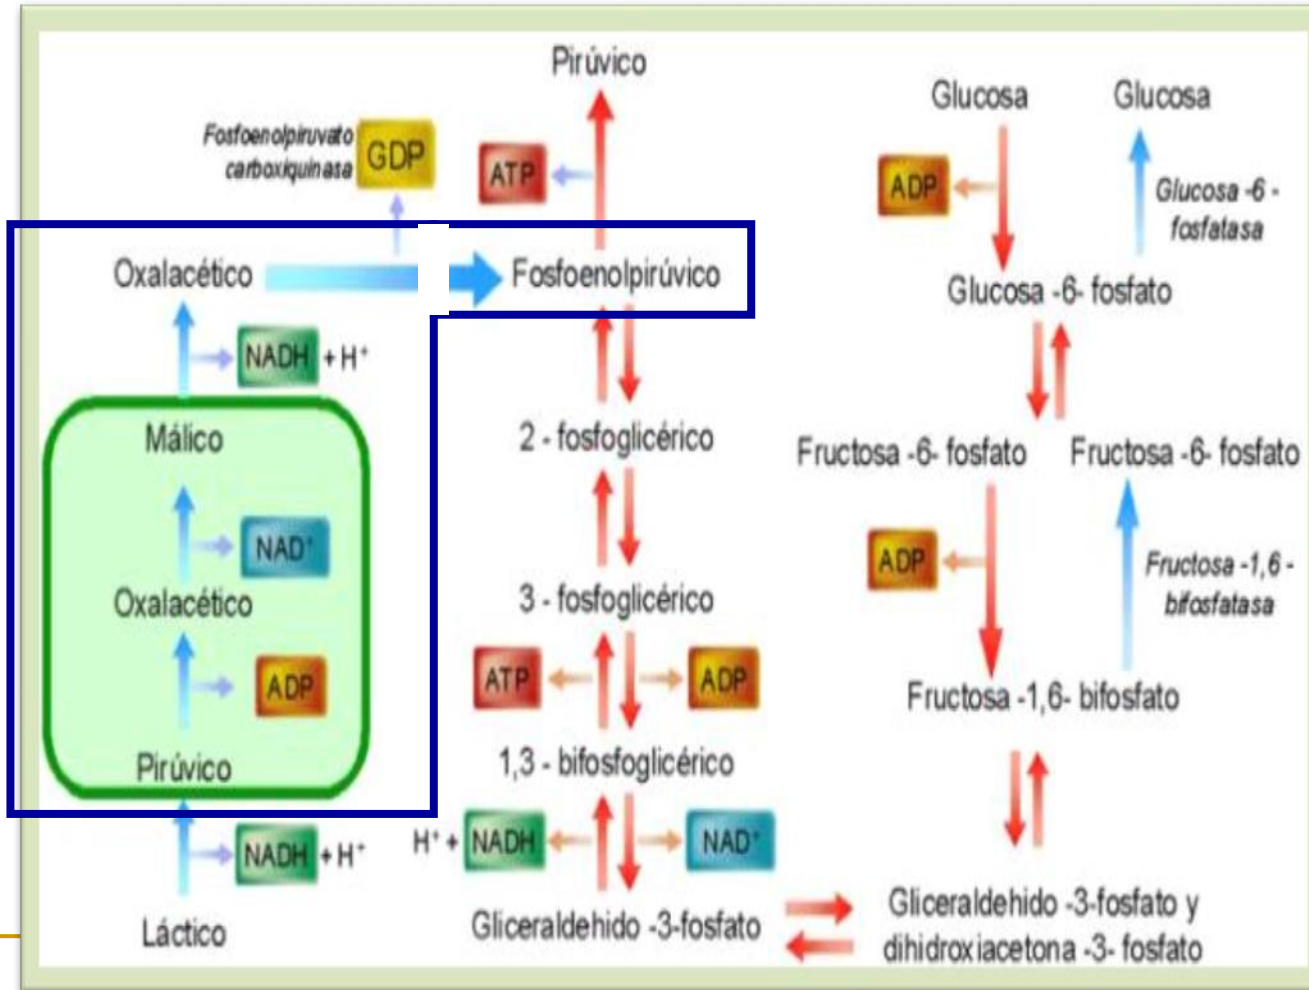 Pirúvico
Fosfoenolpiruvato
carboxiquinasa
GDP
ATP
Oxalacético
Fosfoenolpirúvico
NADH + H⁺
Málico
NAD⁺
Oxalacético
ADP
Pirúvico
NADH + H⁺
Láctico
2 - fosfoglicérico
3 - fosfoglicérico
ATP
ADP
1,3 - bifosfoglicérico
H⁺ + NADH
NAD⁺
Gliceraldehido -3-fosfato
Glucosa
Glucosa
ADP
Glucosa -6 -
fosfatasa
Glucosa -6- fosfato
Fructosa -6- fosfato
Fructosa -6- fosfato
ADP
Fructosa -1,6 -
bifosfatasa
Fructosa -1,6- bifosfato
Gliceraldehido -3-fosfato y
dihidroxiacetona -3- fosfato